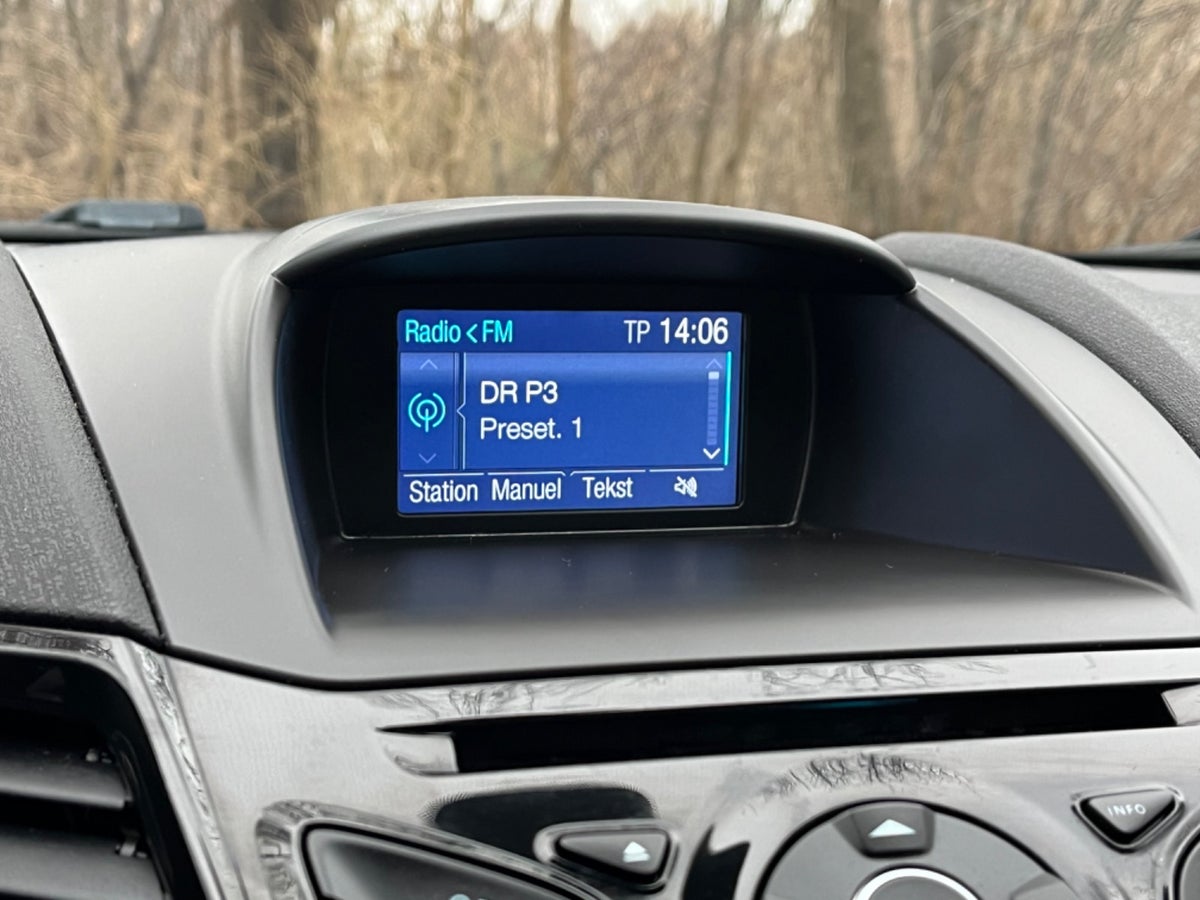 Radio < FM TP 14:06
DR P3
Preset. 1
Station Manuel Tekst
INFO